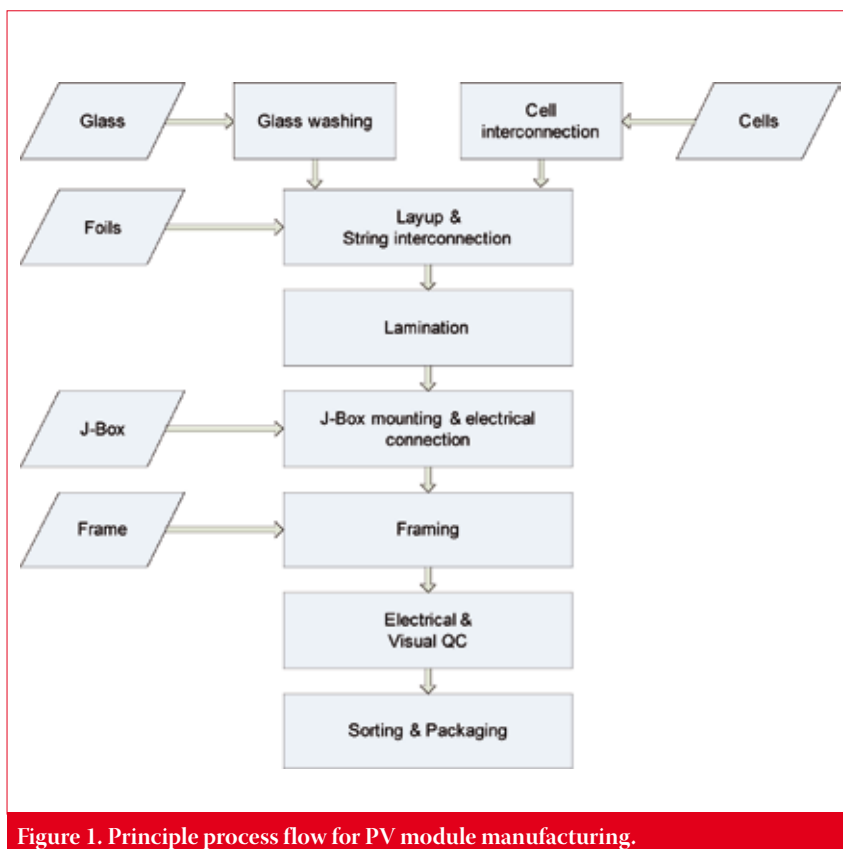 Glass
Glass washing
Cell
interconnection
Cells
Foils
Layup &
String interconnection
Lamination
J-Box
J-Box mounting & electrical
connection
Frame
Framing
Electrical &
Visual QC
Sorting & Packaging
Figure 1. Principle process flow for PV module manufacturing.